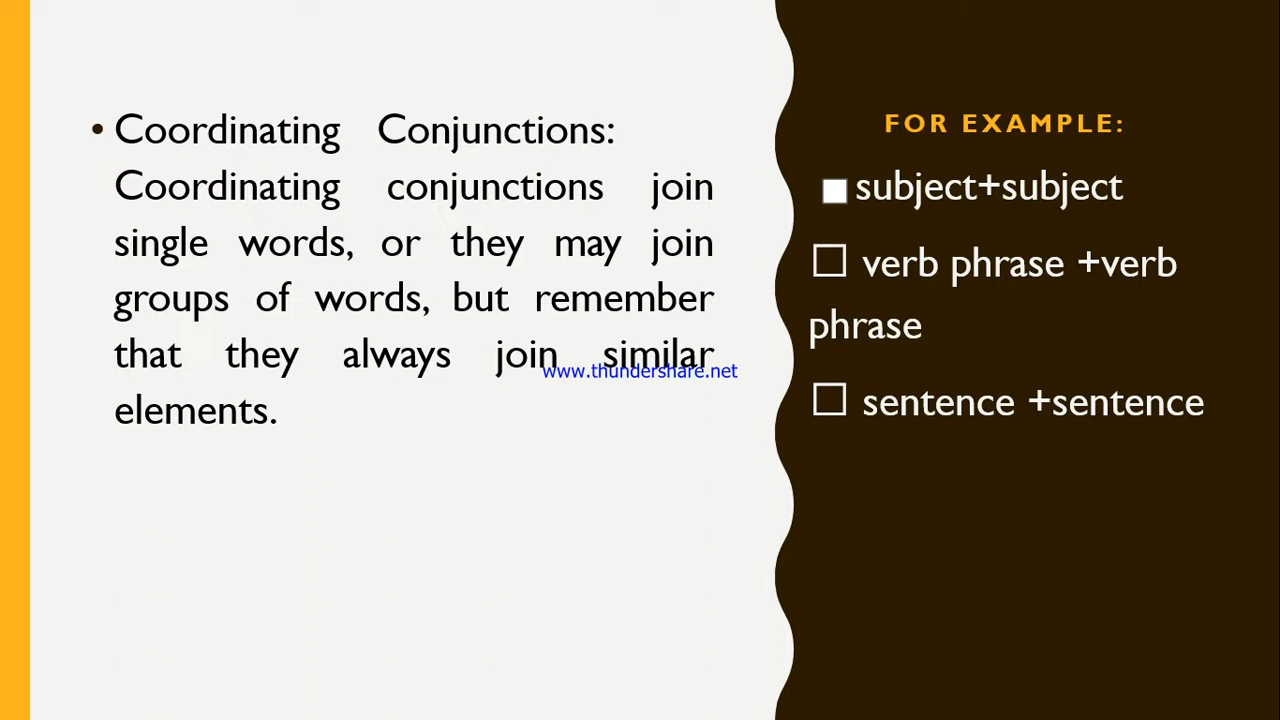 • Coordinating Conjunctions:
Coordinating conjunctions join
single words, or they may join
groups of words, but remember
that they always join similar
elements.
www.thundershare.net
FOR EXAMPLE:
■ subject+subject
□ verb phrase +verb
phrase
□ sentence +sentence